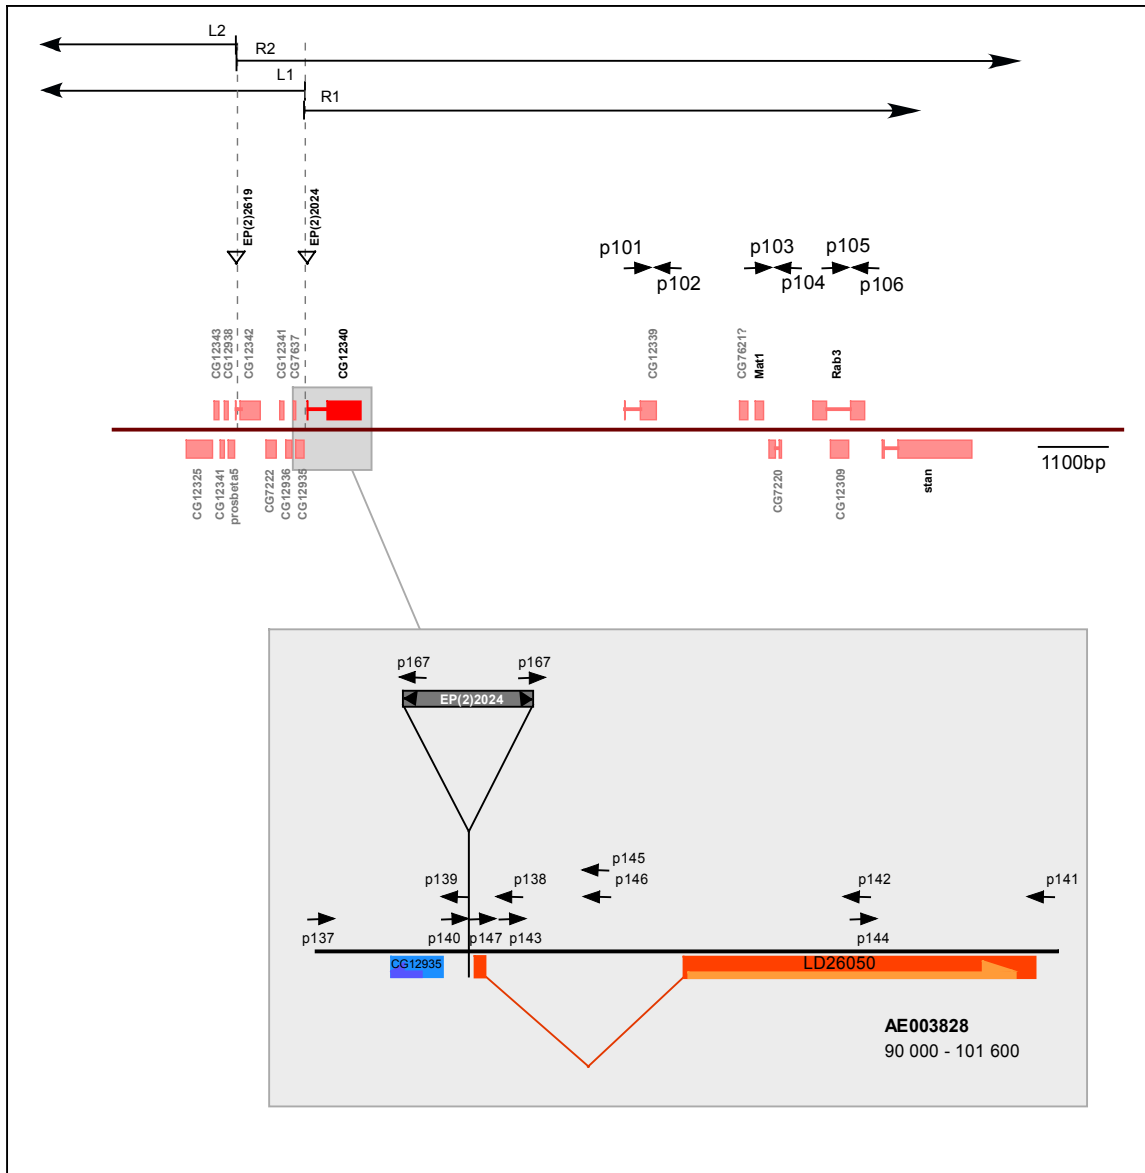 L2
R2
L1
R1
EP(2)2619
EP(2)2024
p101
p102
p103
p104
p105
p106
CG12343
CG12938
CG12342
CG12341
CG7637
CG12340
CG12339
CG7621?
Mat1
Rab3
CG12325
CG12341
prosbeta5
CG7222
CG12936
CG12935
CG7220
CG12309
stan
1100bp
p167
p167
EP(2)2024
p145
p139
p138
p146
p142
p141
p137
p140
p147
p143
p144
CG12935
LD26050
AE003828
90 000 - 101 600